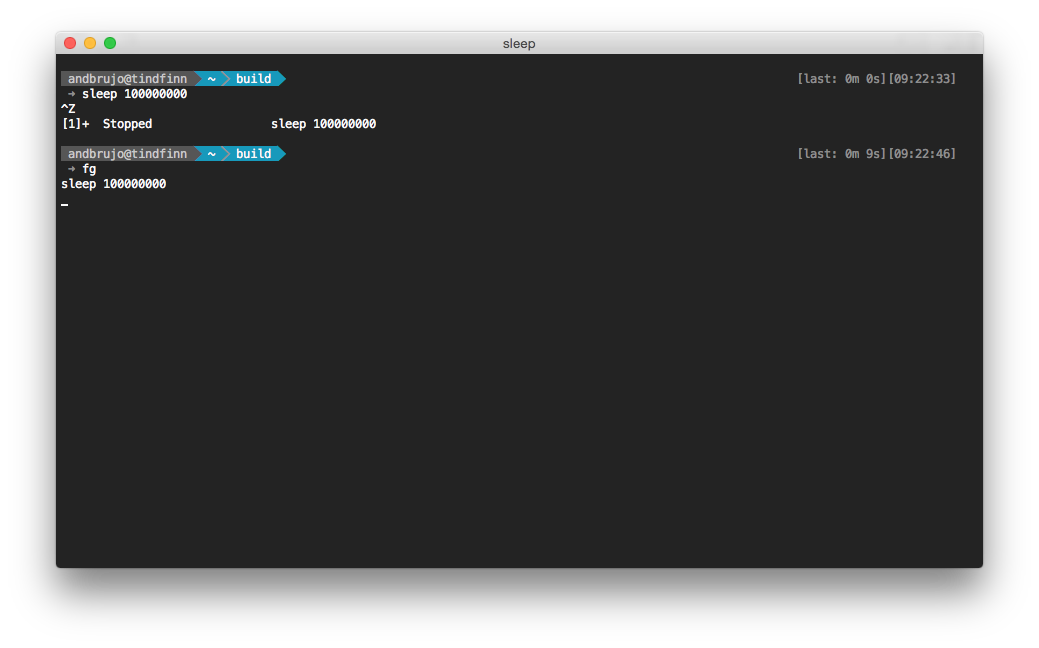 sleep
andbrujo@tindfinn ~ build [last: 0m 0s][09:22:33]
➜ sleep 100000000
^Z
[1]+  Stopped                 sleep 100000000
andbrujo@tindfinn ~ build [last: 0m 9s][09:22:46]
➜ fg
sleep 100000000